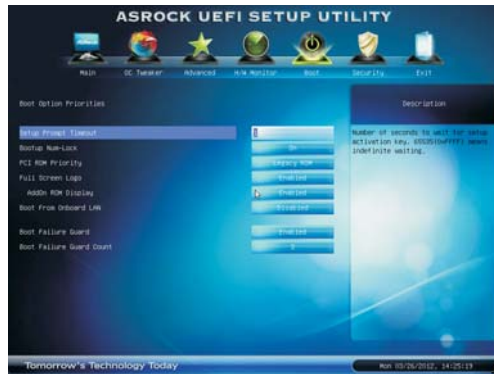 ASROCK UEFI SETUP UTILITY
Main OC Tweaker Advanced H/W Monitor Boot Security Exit
Boot Option Priorities
Description
Setup Prompt Timeout
Number of seconds to wait for setup
activation key. 65535(0xFFFF) means
indefinite waiting.
Bootup Num-Lock On
PCI ROM Priority Legacy ROM
Full Screen Logo Enabled
AddOn ROM Display Enabled
Boot From Onboard LAN Disabled
Boot Failure Guard Enabled
Boot Failure Guard Count
Tomorrow's Technology Today
Mon 03/26/2012, 14:25:19